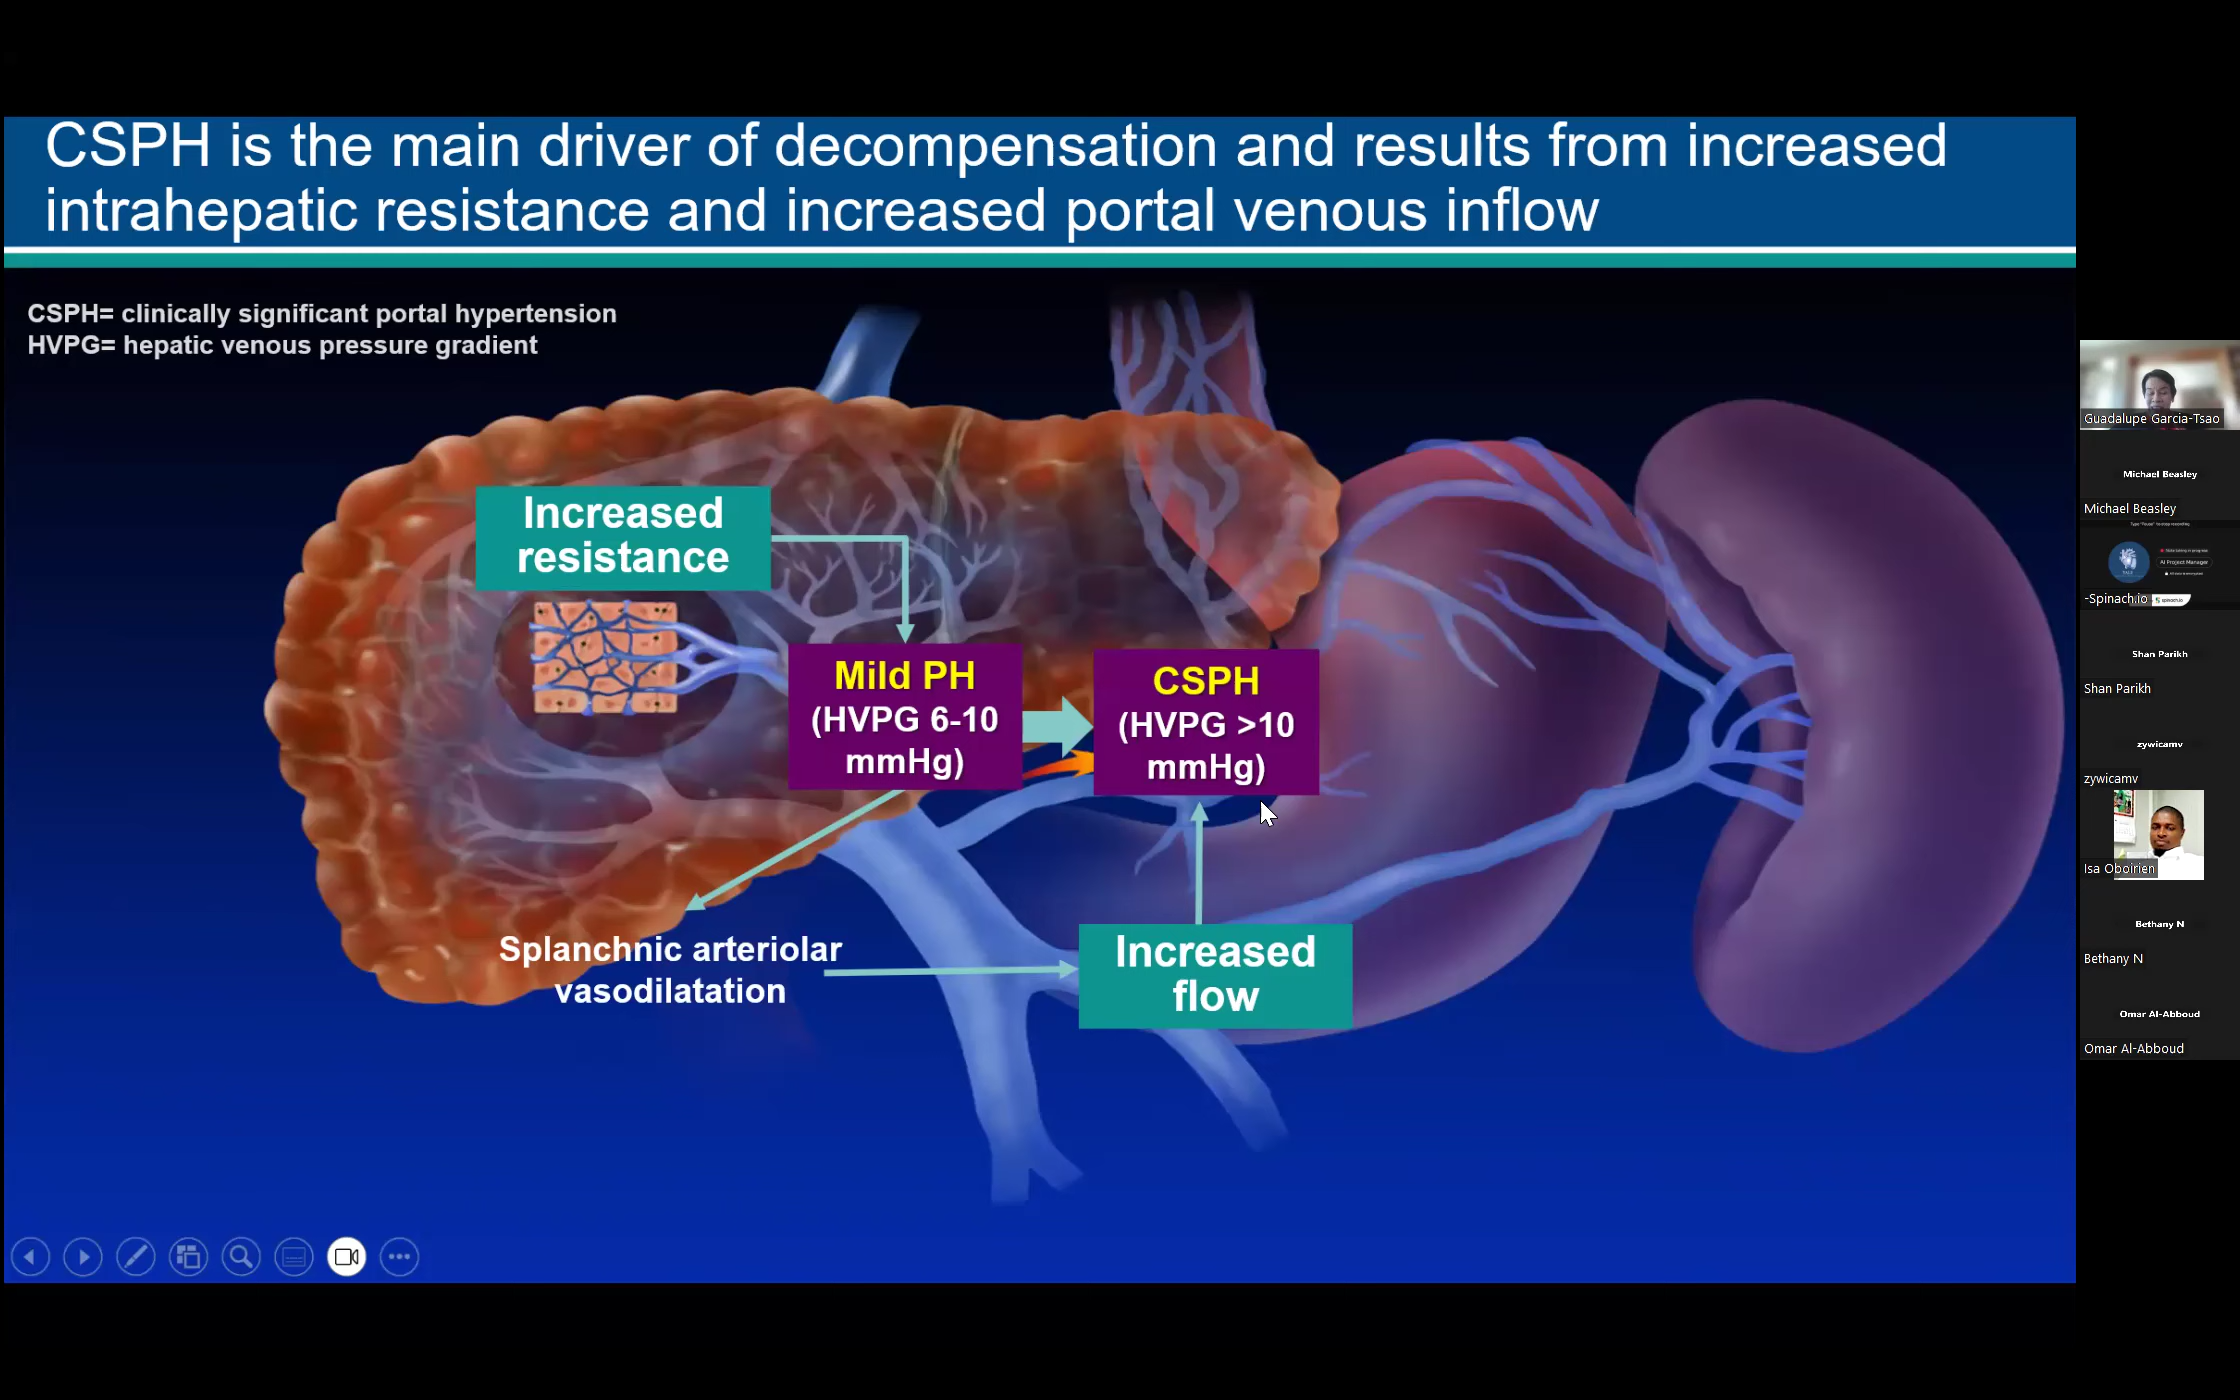 CSPH is the main driver of decompensation and results from increased
intrahepatic resistance and increased portal venous inflow
CSPH= clinically significant portal hypertension
HVPG= hepatic venous pressure gradient
Increased
resistance
Mild PH
(HVPG 6-10
mmHg)
CSPH
(HVPG >10
mmHg)
Splanchnic arteriolar
vasodilatation
Increased
flow
Guadalupe Garcia-Tsao
Michael Beasley
Michael Beasley
AI Project Manager
-Spinach.io
spinach.io
Shan Parikh
Shan Parikh
zywicamv
zywicamv
Isa Oboirien
Bethany N
Bethany N
Omar Al-Abboud
Omar Al-Abboud